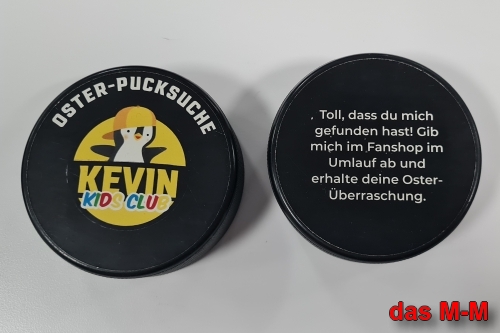 OSTER-PUCKSUCHE
KEVIN
KIDS CLUB
Toll, dass du mich
gefunden hast! Gib
mich im Fanshop im
Umlauf ab und
erhalte deine Oster-
Überraschung.
das M-M